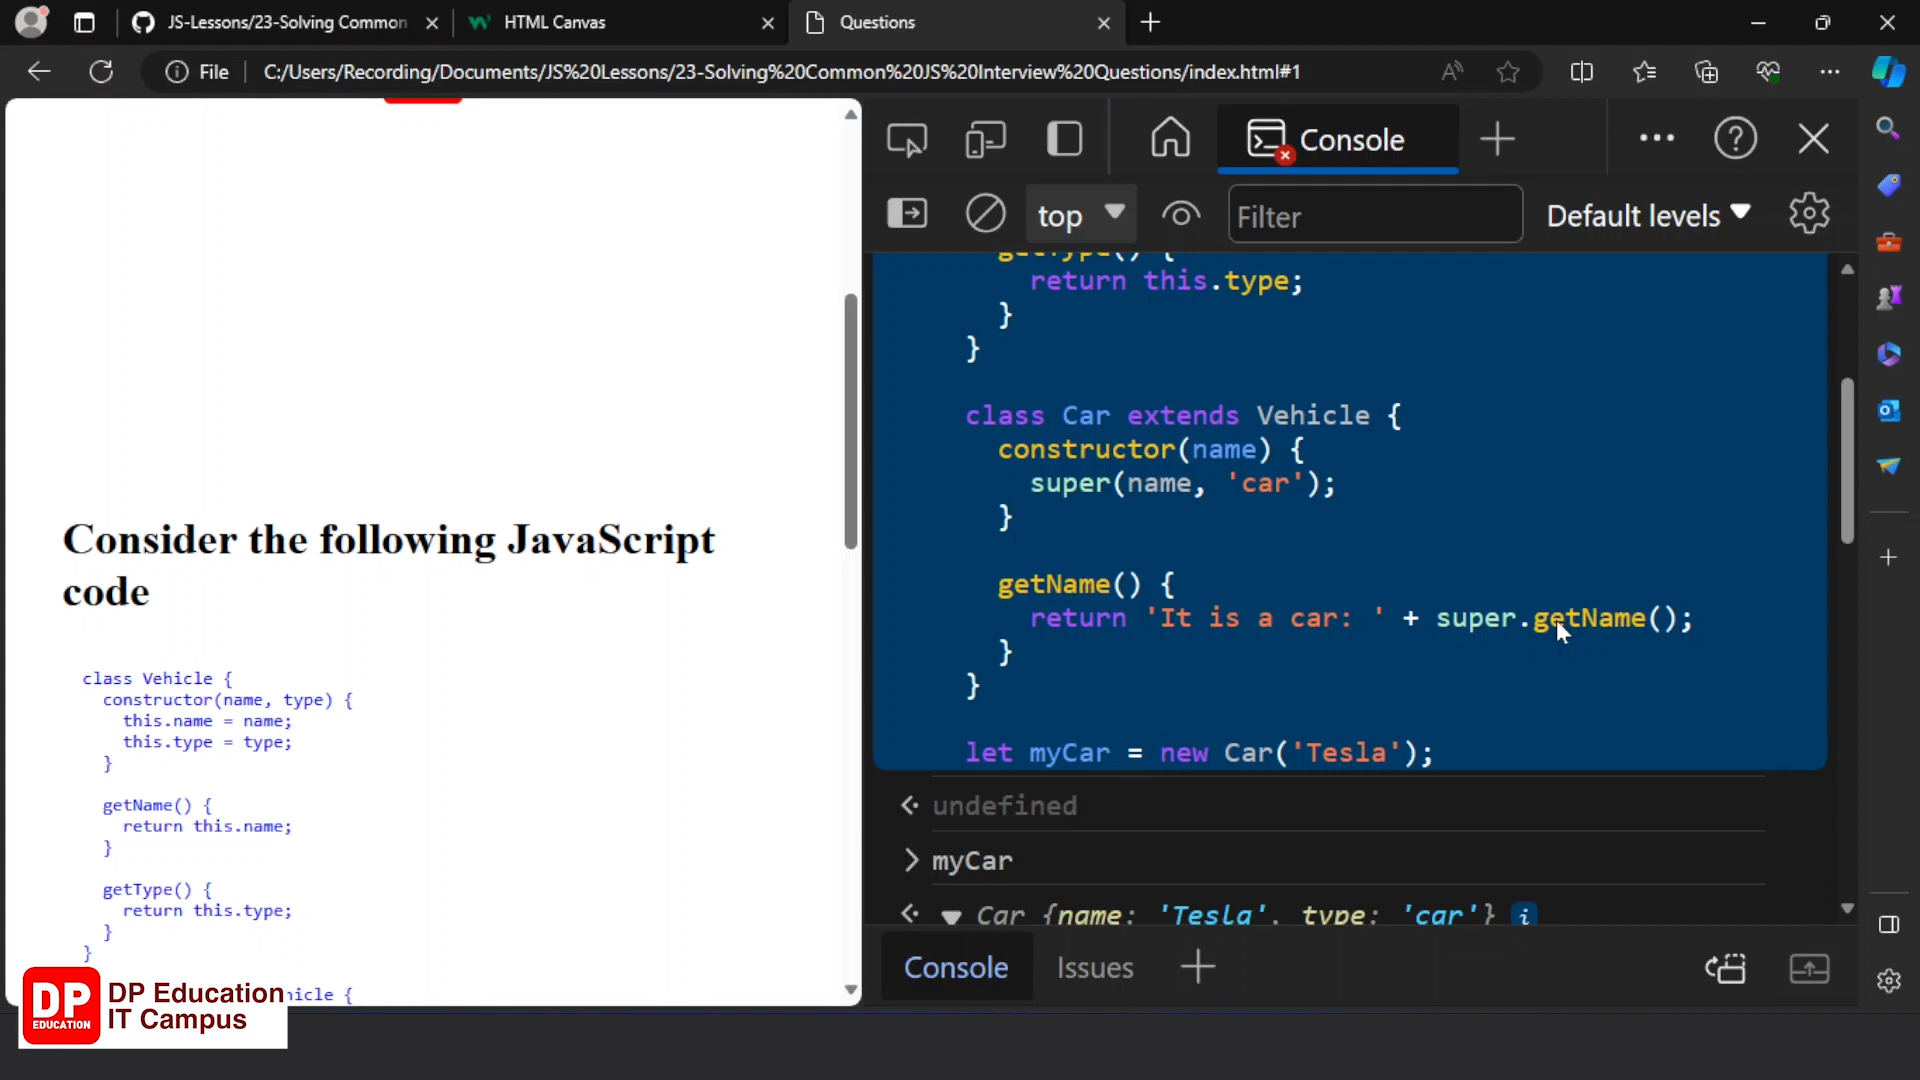 JS-Lessons/23-Solving Common
HTML Canvas
Questions
File
C:/Users/Recording/Documents/JS%20Lessons/23-Solving%20Common%20JS%20Interview%20Questions/index.html#1
Consider the following JavaScript
code
class Vehicle {
constructor(name, type) {
this.name = name;
this.type = type;
}
getName() {
return this.name;
}
getType() {
return this.type;
}
}
hicle {
DP
EDUCATION
DP Education
IT Campus
Console
top
Filter
Default levels
getType() {
return this.type;
}
}
class Car extends Vehicle {
constructor(name) {
super(name, 'car');
}
getName() {
return 'It is a car: ' + super.getName();
}
}
let myCar = new Car('Tesla');
undefined
myCar
Car {name: 'Tesla', type: 'car'}
Console
Issues